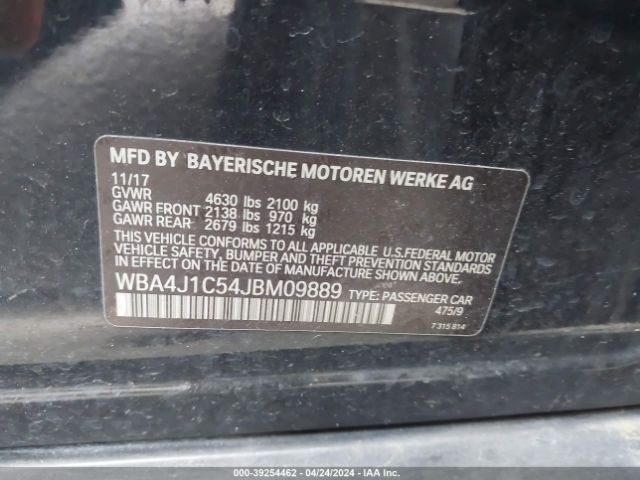 MFD BY BAYERISCHE MOTOREN WERKE AG
11/17
GVWR 4630 lbs 2100 kg
GAWR FRONT 2138 lbs 970 kg
GAWR REAR 2679 lbs 1215 kg
THIS VEHICLE CONFORMS TO ALL APPLICABLE U.S.FEDERAL MOTOR
VEHICLE SAFETY, BUMPER AND THEFT PREVENTION STANDARDS
IN EFFECT ON THE DATE OF MANUFACTURE SHOWN ABOVE.
WBA4J1C54JBM09889 TYPE: PASSENGER CAR
475/9
7 315 814
000-39254462 - 04/24/2024 - IAA Inc.